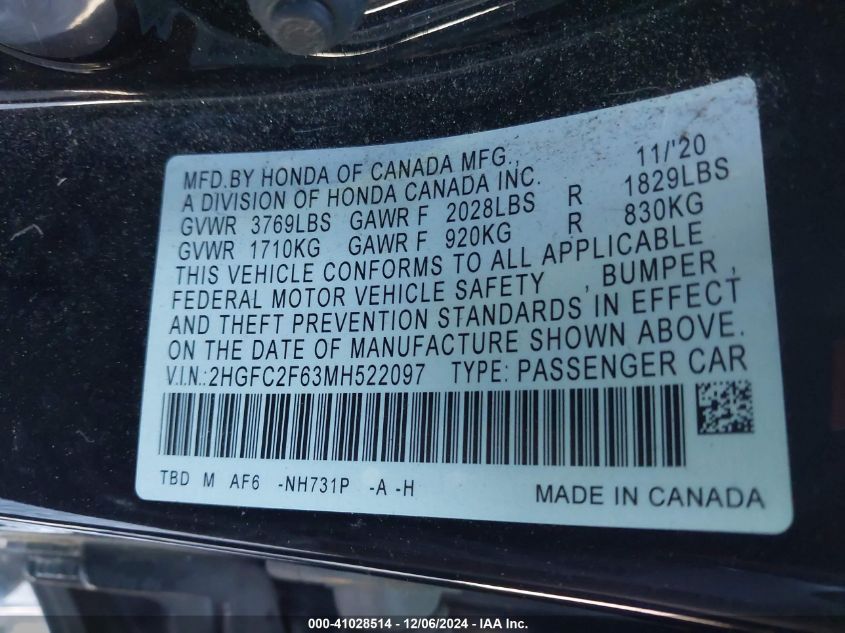 MFD.BY HONDA OF CANADA MFG., 11/'20
A DIVISION OF HONDA CANADA INC.
GVWR 3769LBS GAWR F 2028LBS R 1829LBS
GVWR 1710KG GAWR F 920KG R 830KG
THIS VEHICLE CONFORMS TO ALL APPLICABLE
FEDERAL MOTOR VEHICLE SAFETY , BUMPER ,
AND THEFT PREVENTION STANDARDS IN EFFECT
ON THE DATE OF MANUFACTURE SHOWN ABOVE.
V.I.N.:2HGFC2F63MH522097 TYPE: PASSENGER CAR
TBD M AF6 -NH731P -A -H MADE IN CANADA
000-41028514 - 12/06/2024 - IAA Inc.